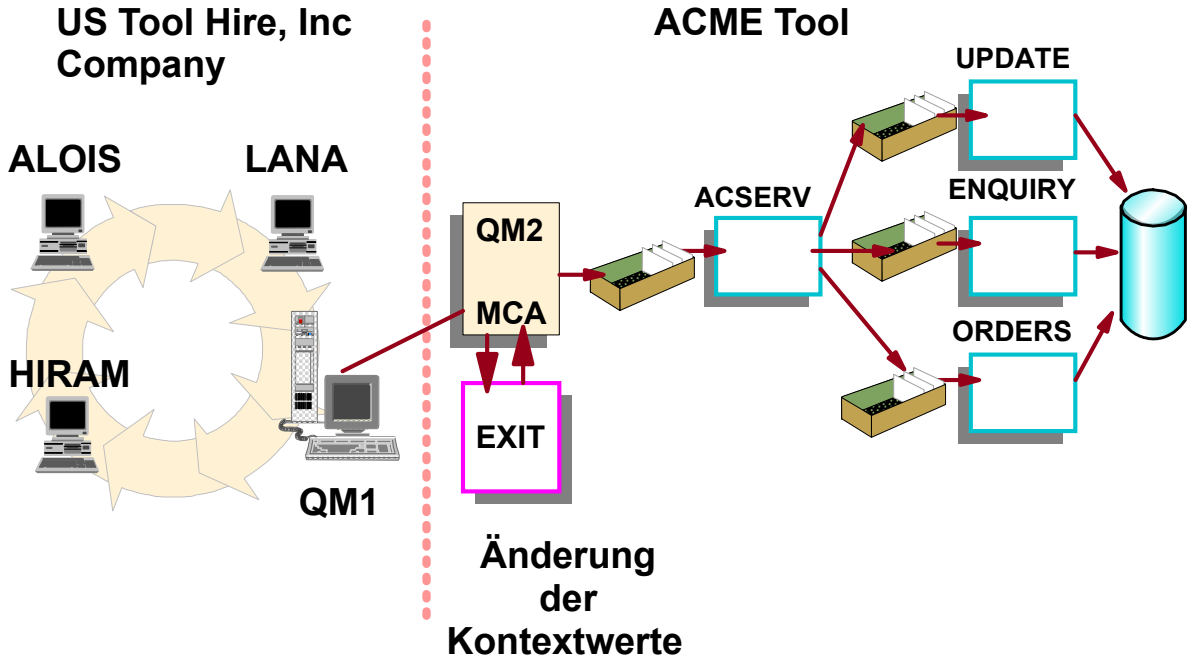 US Tool Hire, Inc
Company
ACME Tool
UPDATE
ALOIS
LANA
ENQUIRY
ACSERV
QM2
MCA
ORDERS
HIRAM
EXIT
QM1
Änderung
der
Kontextwerte